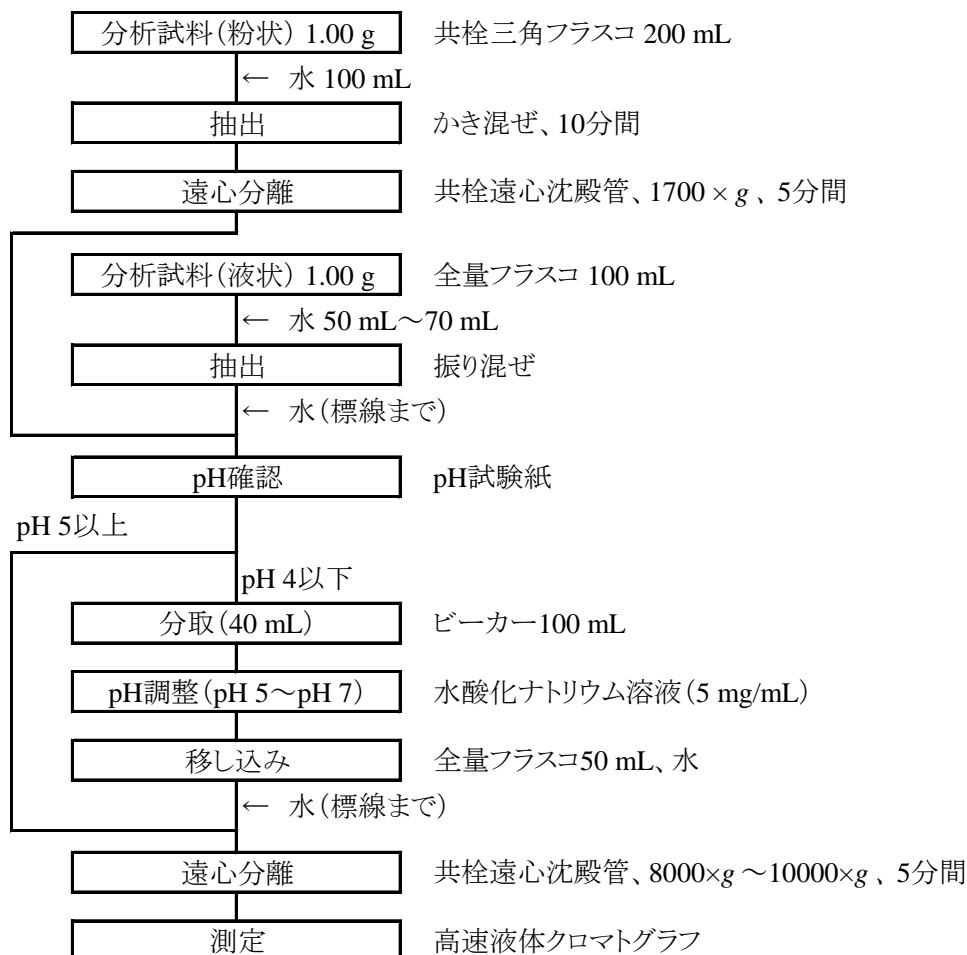 分析試料（粉状） 1.00 g 共栓三角フラスコ 200 mL
← 水 100 mL
抽出 かき混ぜ、10分間
遠心分離 共栓遠心沈殿管、1700 × g 、5分間
分析試料（液状） 1.00 g 全量フラスコ 100 mL
← 水 50 mL～70 mL
抽出 振り混ぜ
← 水（標線まで）
pH確認 pH試験紙
pH 5以上
pH 4以下
分取（40 mL） ビーカー100 mL
pH調整（pH 5～pH 7） 水酸化ナトリウム溶液（5 mg/mL）
移し込み 全量フラスコ50 mL、水
← 水（標線まで）
遠心分離 共栓遠心沈殿管、8000×g ～10000×g 、5分間
測定 高速液体クロマトグラフ